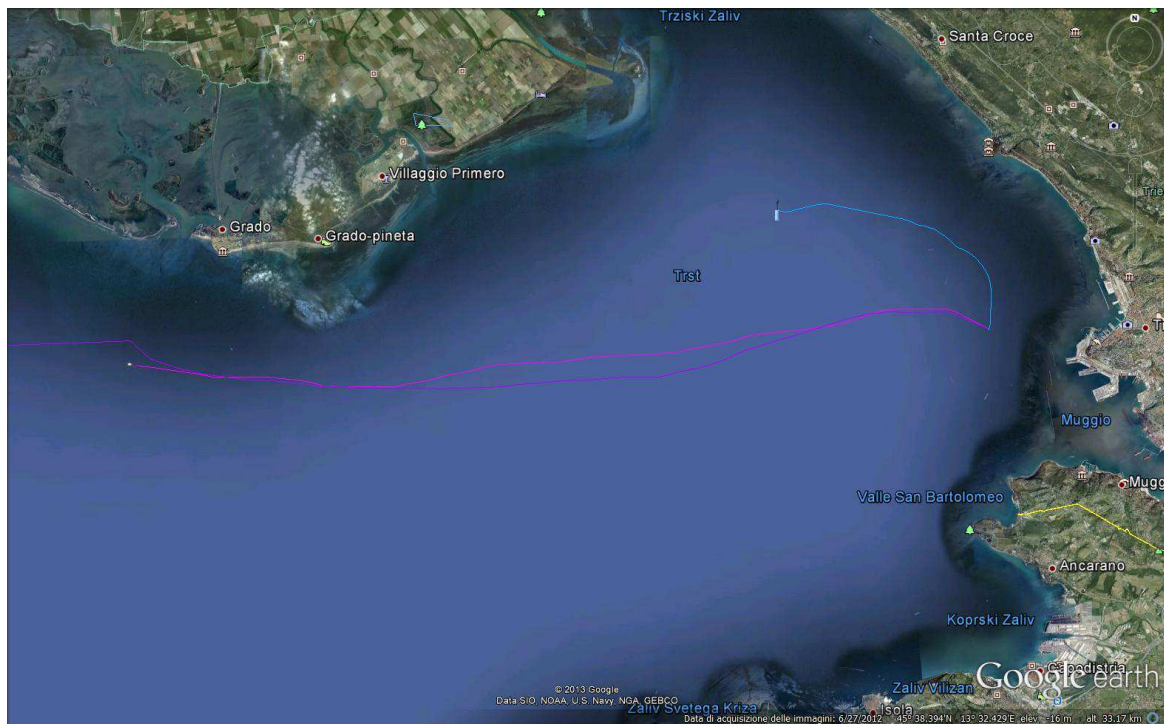 Trziski Zaliv
Santa Croce
N
Villaggio Primero
Trie
Grado
Grado-pineta
Trst
Muggio
Mugg
Valle San Bartolomeo
Ancarano
Koprski Zaliv
Capodistria
Google earth
© 2013 Google
Data SIO, NOAA, U.S. Navy, NGA, GEBCO
Zaliv Vilizan
Zaliv Svetega Kriza
Isola
Data di acquisizione delle immagini: 6/27/2012 45° 38.394'N 13° 32.429'E elev -16 m alt 33.17 km